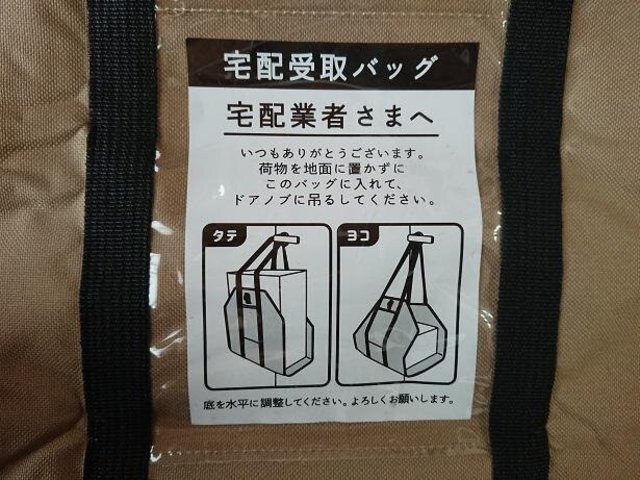 宅配受取バッグ
宅配業者さまへ
いつもありがとうございます。
荷物を地面に置かずに
このバッグに入れて、
ドアノブに吊るしてください。
タテ
ヨコ
底を水平に調整してください。よろしくお願いします。